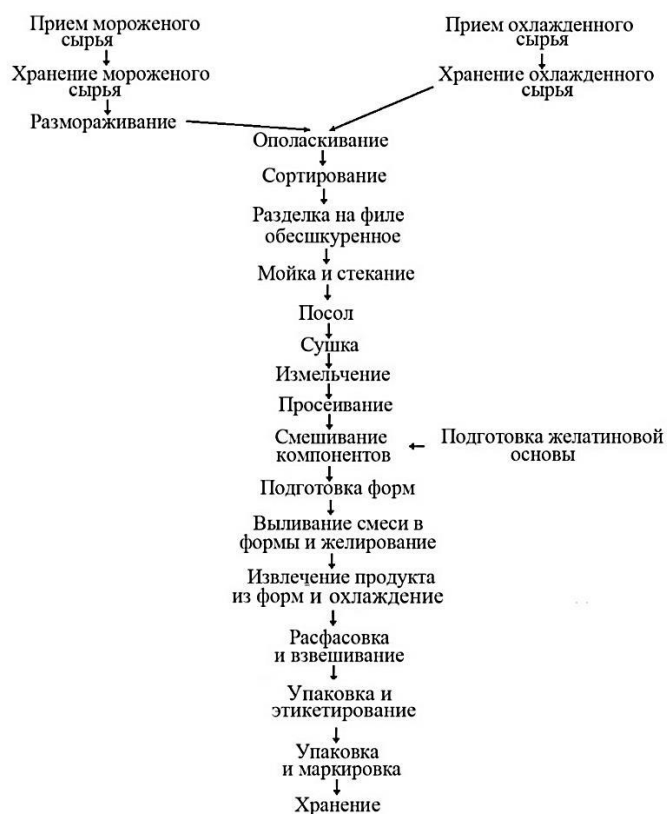 Прием мороженого
сырья
Прием охлажденного
сырья
Хранение мороженого
сырья
Хранение охлажденного
сырья
Размораживание
Ополаскивание
Сортирование
Разделка на филе
обесшкуренное
Мойка и стекание
Посол
Сушка
Измельчение
Просеивание
Смешивание
компонентов
Подготовка желатиновой
основы
Подготовка форм
Выливание смеси в
формы и желирование
Извлечение продукта
из форм и охлаждение
Расфасовка
и взвешивание
Упаковка и
этикетирование
Упаковка
и маркировка
Хранение